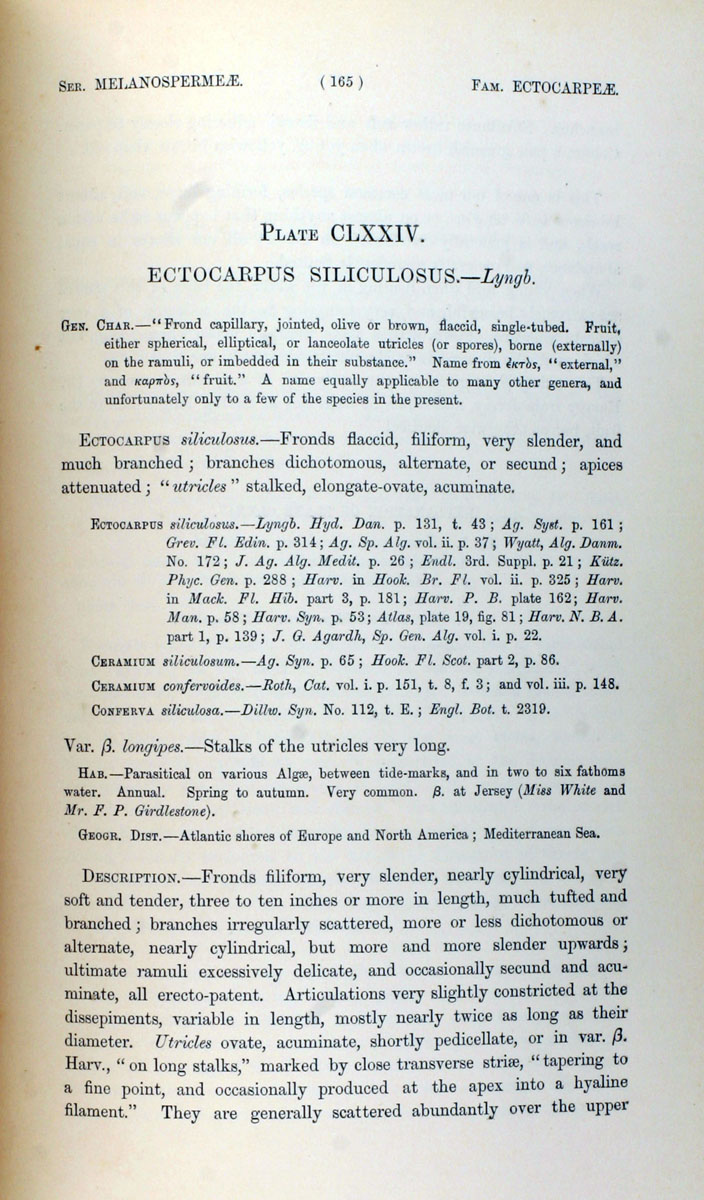 Ser. MELANOSPERMEÆ. ( 165 ) Fam. ECTOCARPEÆ.
Plate CLXXIV.
ECTOCARPUS SILICULOSUS.—Lyngb.
Gen. Char.—“Frond capillary, jointed, olive or brown, flaccid, single-tubed. Fruit,
either spherical, elliptical, or lanceolate utricles (or spores), borne (externally)
on the ramuli, or imbedded in their substance.” Name from ἐκτὸs, “external,”
and καρπὸs, “fruit.” A name equally applicable to many other genera, and
unfortunately only to a few of the species in the present.
Ectocarpus siliculosus.—Fronds flaccid, filiform, very slender, and
much branched ; branches dichotomous, alternate, or secund ; apices
attenuated ; “utricles” stalked, elongate-ovate, acuminate.
Ectocarpus siliculosus.—Lyngb. Hyd. Dan. p. 131, t. 43 ; Ag. Syst. p. 161 ;
Grev. Fl. Edin. p. 314 ; Ag. Sp. Alg. vol. ii. p. 37 ; Wyatt, Alg. Danm.
No. 172 ; J. Ag. Alg. Medit. p. 26 ; Endl. 3rd. Suppl. p. 21 ; Kütz.
Phyc. Gen. p. 288 ; Harv. in Hook. Br. Fl. vol. ii. p. 325 ; Harv.
in Mack. Fl. Hib. part 3, p. 181 ; Harv. P. B. plate 162 ; Harv.
Man. p. 58 ; Harv. Syn. p. 53 ; Atlas, plate 19, fig. 81 ; Harv. N. B. A.
part 1, p. 139 ; J. G. Agardh, Sp. Gen. Alg. vol. i. p. 22.
Ceramium siliculosum.—Ag. Syn. p. 65 ; Hook. Fl. Scot. part 2, p. 86.
Ceramium confervoides.—Roth, Cat. vol. i. p. 151, t. 8, f. 3 ; and vol. iii. p. 148.
Conferva siliculosa.—Dillw. Syn. No. 112, t. E. ; Engl. Bot. t. 2319.
Var. β. longipes.—Stalks of the utricles very long.
Hab.—Parasitical on various Algæ, between tide-marks, and in two to six fathoms
water. Annual. Spring to autumn. Very common. β. at Jersey (Miss White and
Mr. F. P. Girdlestone).
Geogr. Dist.—Atlantic shores of Europe and North America ; Mediterranean Sea.
Description.—Fronds filiform, very slender, nearly cylindrical, very
soft and tender, three to ten inches or more in length, much tufted and
branched ; branches irregularly scattered, more or less dichotomous or
alternate, nearly cylindrical, but more and more slender upwards ;
ultimate ramuli excessively delicate, and occasionally secund and acu-
minate, all erecto-patent. Articulations very slightly constricted at the
dissepiments, variable in length, mostly nearly twice as long as their
diameter. Utricles ovate, acuminate, shortly pedicellate, or in var. β.
Harv., “on long stalks,” marked by close transverse striæ, “tapering to
a fine point, and occasionally produced at the apex into a hyaline
filament.” They are generally scattered abundantly over the upper